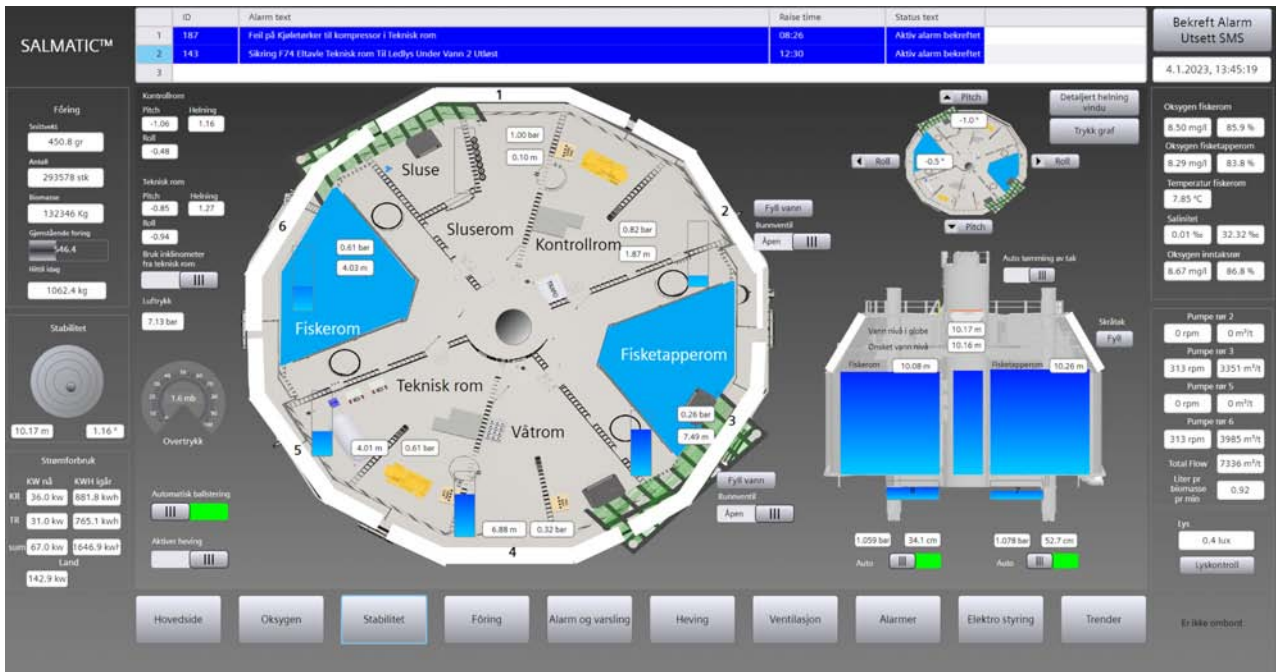 SALMATIC™
ID Alarm text Raise time Status text
1 187 Feil på Kjøletørker til kompressor i Teknisk rom 08:26 Aktiv alarm bekreftet
2 143 Sikring F74 Eltavle Teknisk rom Til Ledlys Under Vann 2 Utløst 12:30 Aktiv alarm bekreftet
3
Bekreft Alarm
Utsett SMS
4.1.2023, 13:45:19
Fôring
Snittvekt
450.8 gr
Antall
293578 stk
Biomasse
132346 Kg
Gjenstående foring
546.4
Hittil idag
1062.4 kg
Stabilitet
10.17 m 1.16 °
Strømforbruk
KW nå KWH igår
KR 36.0 kw 881.8 kwh
TR 31.0 kw 765.1 kwh
sum 67.0 kw 1646.9 kwh
Land
142.9 kw
Kontrollrom
Pitch Helning
-1.06 1.16
Roll
-0.48
Teknisk rom
Pitch Helning
-0.85 1.27
Roll
-0.94
Bruk inklinometer
fra teknisk rom
Luftrykk
7.13 bar
1.6 mb
Overtrykk
Automatisk ballstering
Aktiver heving
1
2
3
4
5
6
Sluse
Sluserom
Kontrollrom
Fiskerom
Fisketapperom
Teknisk rom
Våtrom
1.00 bar
0.10 m
0.82 bar
1.87 m
0.61 bar
4.03 m
0.26 bar
7.49 m
4.01 m 0.61 bar
6.88 m 0.32 bar
Fyll vann
Bunnventil
Åpen
Fyll vann
Bunnventil
Åpen
Pitch
-1.0 °
Roll -0.5 ° Roll
Pitch
Detaljert helning
vindu
Trykk graf
Auto tømming av tak
Vann nivå i globe 10.17 m
Ønsket vann nivå 10.16 m
Fiskerom 10.08 m Fisketapperom 10.26 m
Skråtak
Fyll
1.059 bar 34.1 cm 1.078 bar 52.7 cm
Auto Auto
Oksygen fiskerom
8.50 mg/l 85.9 %
Oksygen fisketapperom
8.29 mg/l 83.8 %
Temperatur fiskerom
7.85 °C
Salinitet
0.01 ‰ 32.32 ‰
Oksygen inntaksrør
8.67 mg/l 86.8 %
Pumpe rør 2
0 rpm 0 m³/t
Pumpe rør 3
313 rpm 3351 m³/t
Pumpe rør 5
0 rpm 0 m³/t
Pumpe rør 6
313 rpm 3985 m³/t
Total Flow 7336 m³/t
Liter pr
biomasse 0.92
pr min
Lys
0.4 lux
Lyskontroll
Er ikke ombont
Hovedside Oksygen Stabilitet Fôring Alarm og varsling Heving Ventilasjon Alarmer Elektro styring Trender